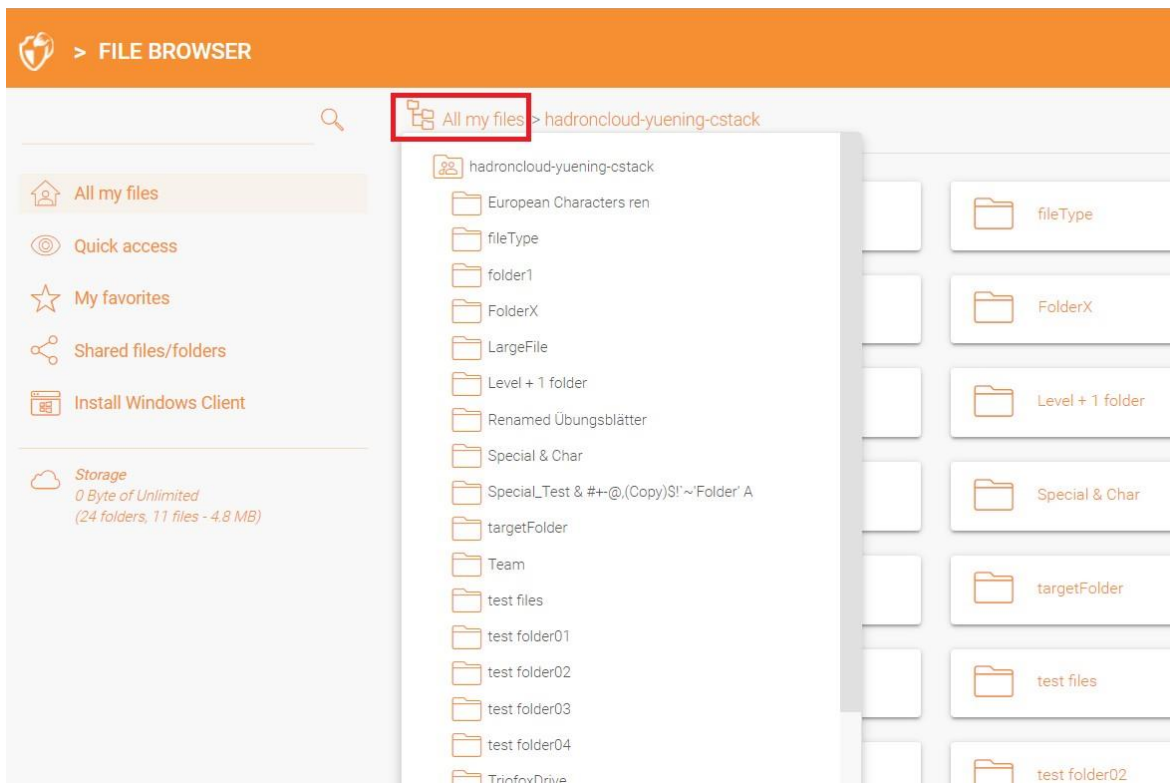 > FILE BROWSER
All my files > hadroncloud-yuening-cstack
All my files
Quick access
My favorites
Shared files/folders
Install Windows Client
Storage
0 Byte of Unlimited
(24 folders, 11 files - 4.8 MB)
hadroncloud-yuening-cstack
European Characters ren
fileType
folder1
FolderX
LargeFile
Level + 1 folder
Renamed Übungsblätter
Special & Char
Special_Test & #+-@,(Copy)$!`~'Folder' A
targetFolder
Team
test files
test folder01
test folder02
test folder03
test folder04
TriofoxDrive
fileType
FolderX
Level + 1 folder
Special & Char
targetFolder
test files
test folder02